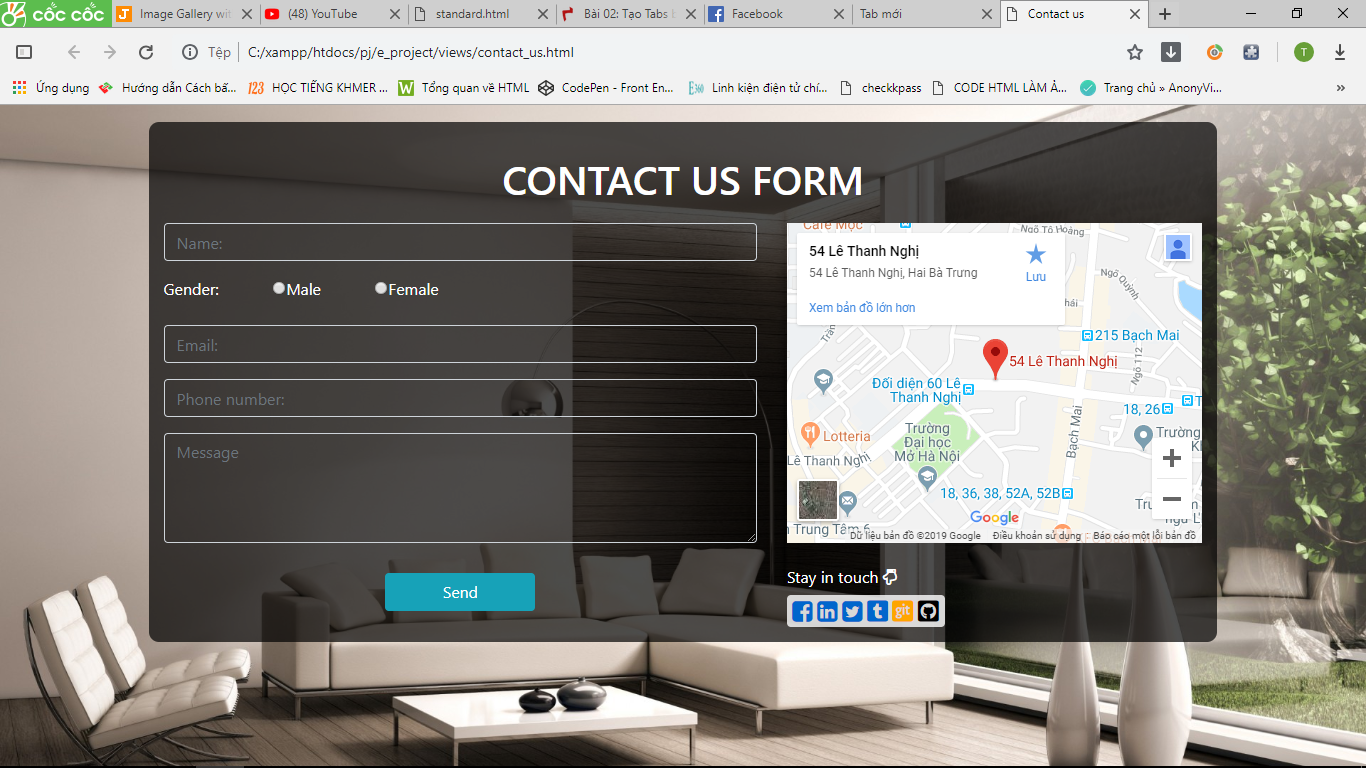 cốc cốc
Image Gallery wit
(48) YouTube
standard.html
Bài 02: Tạo Tabs b
Facebook
Tab mới
Contact us
Tệp
C:/xampp/htdocs/pj/e_project/views/contact_us.html
T
Ứng dụng
Hướng dẫn Cách bấ...
123
HỌC TIẾNG KHMER ...
W
Tổng quan về HTML
CodePen - Front En...
Linh kiện điện tử chí...
checkkpass
CODE HTML LÀM Ả...
Trang chủ » AnonyVi...
»
CONTACT US FORM
Name:
Gender:
Male
Female
Email:
Phone number:
Message
Send
Cafe Mộc
Ngõ Tô Hoàng
54 Lê Thanh Nghị
54 Lê Thanh Nghị, Hai Bà Trưng
Lưu
Xem bản đồ lớn hơn
Ngõ Quỳnh
215 Bạch Mai
54 Lê Thanh Nghị
Ngõ 112
Đối diện 60 Lê
Thanh Nghị
18, 26
Bạch Mai
Trường
Đại học
Mở Hà Nội
Lotteria
Lê Thanh Nghị
Trường
18, 36, 38, 52A, 52B
Trung Tâm 6
Google
Dữ liệu bản đồ ©2019 Google
Điều khoản sử dụng
Báo cáo một lỗi bản đồ
Stay in touch
git